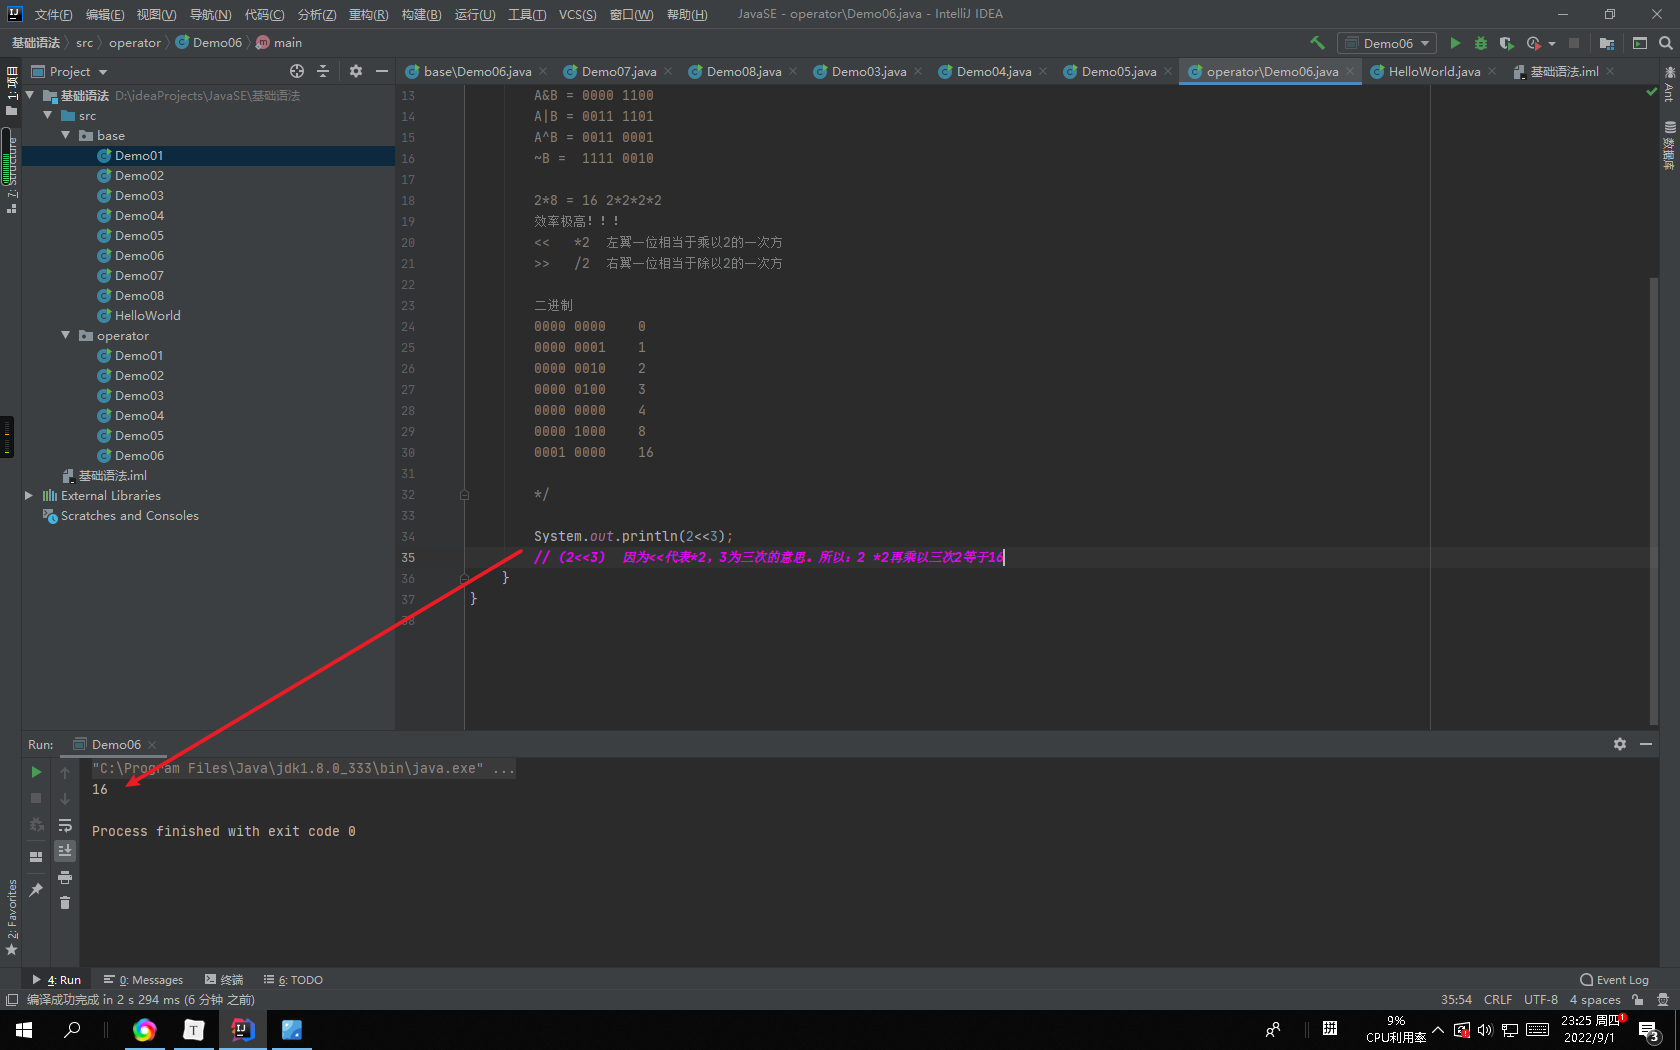 文件(F) 编辑(E) 视图(V) 导航(N) 代码(C) 分析(Z) 重构(R) 构建(B) 运行(U) 工具(T) VCS(S) 窗口(W) 帮助(H) JavaSE - operator\Demo06.java - IntelliJ IDEA
基础语法 src operator Demo06 main Demo06
Project
base\Demo06.java Demo07.java Demo08.java Demo03.java Demo04.java Demo05.java operator\Demo06.java HelloWorld.java 基础语法.iml
1: 项目
7: Structure
2: Favorites
Ant
数据库
基础语法 D:\ideaProjects\JavaSE\基础语法
src
base
Demo01
Demo02
Demo03
Demo04
Demo05
Demo06
Demo07
Demo08
HelloWorld
operator
Demo01
Demo02
Demo03
Demo04
Demo05
Demo06
基础语法.iml
External Libraries
Scratches and Consoles
13 A&B = 0000 1100
14 A|B = 0011 1101
15 A^B = 0011 0001
16 ~B = 1111 0010
17
18 2*8 = 16 2*2*2*2
19 效率极高！！！
20 << *2 左翼一位相当于乘以2的一次方
21 >> /2 右翼一位相当于除以2的一次方
22
23 二进制
24 0000 0000 0
25 0000 0001 1
26 0000 0010 2
27 0000 0100 3
28 0000 0000 4
29 0000 1000 8
30 0001 0000 16
31
32 */
33
34 System.out.println(2<<3);
35 // (2<<3) 因为<<代表*2，3为三次的意思。所以：2 *2再乘以三次2等于16
36 }
37 }
38
Run: Demo06
"C:\Program Files\Java\jdk1.8.0_333\bin\java.exe" ...
16
Process finished with exit code 0
4: Run 0: Messages 终端 6: TODO Event Log
编译成功完成 in 2 s 294 ms (6 分钟 之前) 35:54 CRLF UTF-8 4 spaces
9%
CPU利用率
拼
23:25 周四
2022/9/1
3